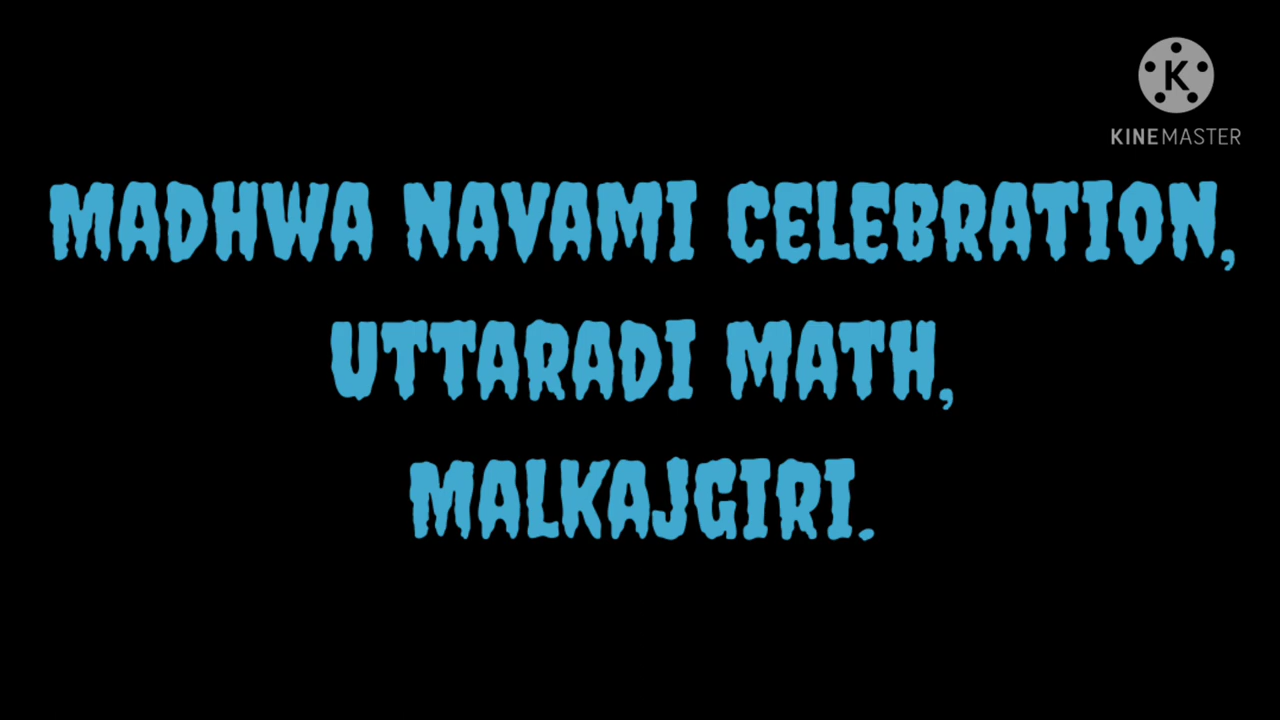 K
KINEMASTER
MADHWA NAVAMI CELEBRATION,
UTTARADI MATH,
MALKAJGIRI.